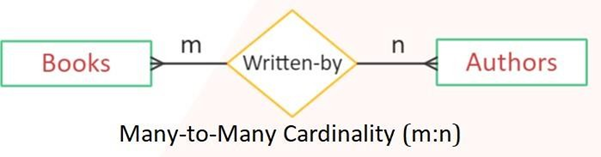 m n
Books Written-by Authors
Many-to-Many Cardinality (m:n)